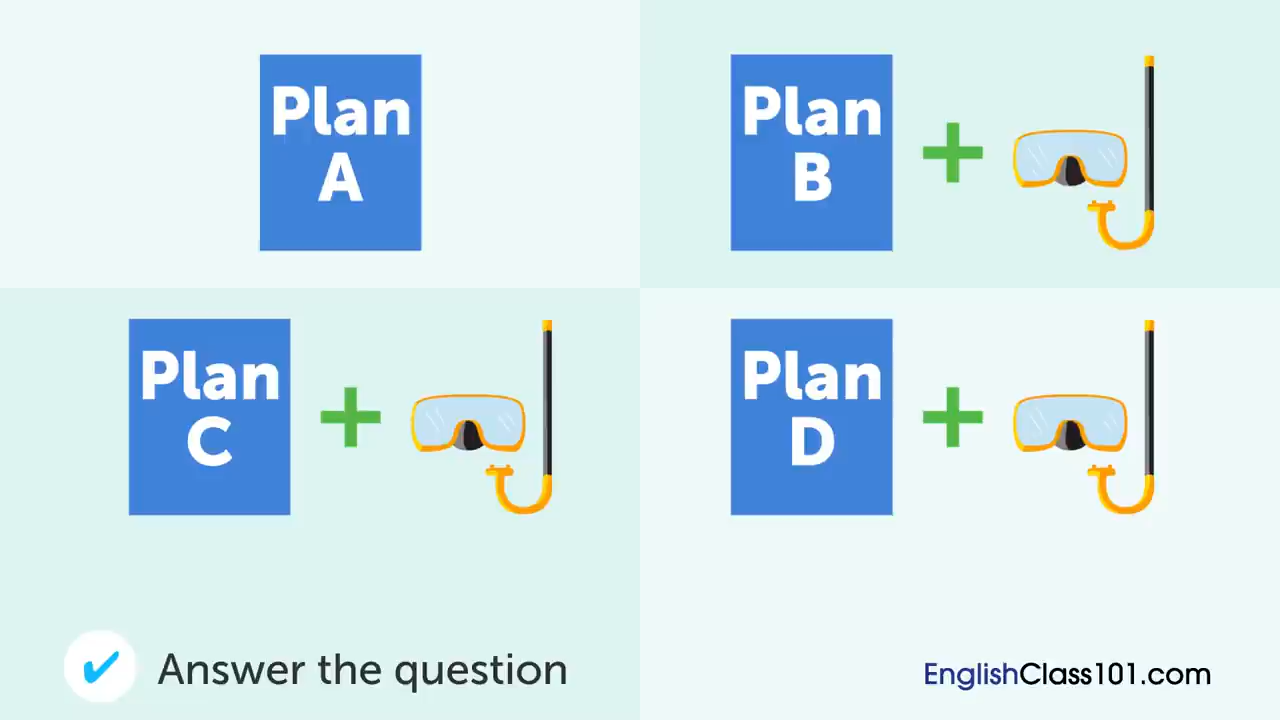 Plan
A
Plan
B
Plan
C
Plan
D
Answer the question
EnglishClass101.com